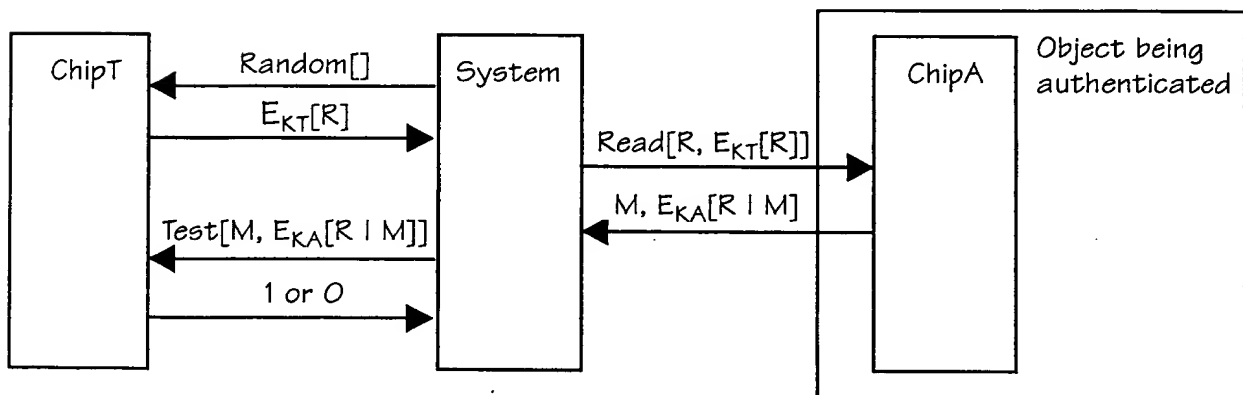 ChipT
Random[]
E_KT[R]
Test[M, E_KA[R | M]]
1 or 0
System
Read[R, E_KT[R]]
M, E_KA[R | M]
ChipA
Object being
authenticated